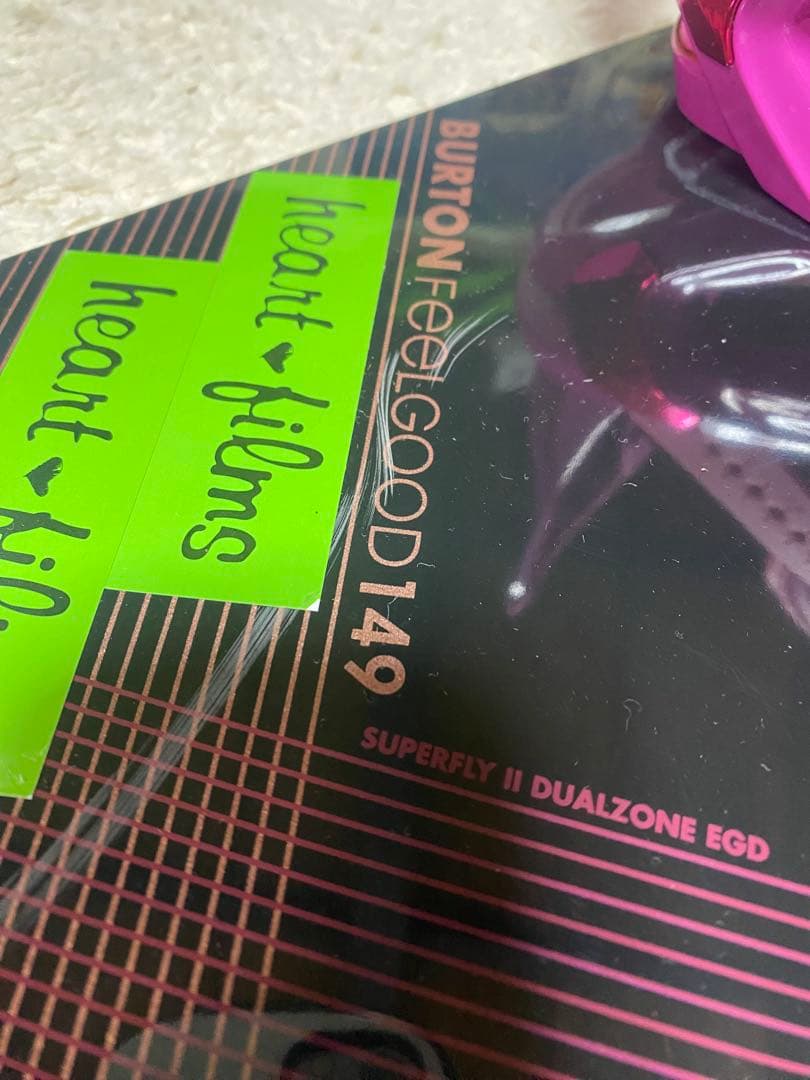 BURTON FeeLGOOD 149
SUPERFLY II DUALZONE EGD
heart ♥ films
heart ♥